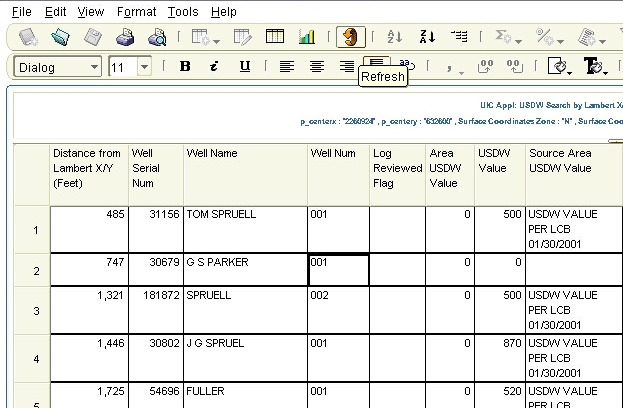 File Edit View Format Tools Help
Dialog 11 B i U
Refresh
UIC Appl: USDW Search by Lambert X/
p_centerx : "2260924" , p_centery : "632600" , Surface Coordinates Zone : "N" , Surface Coo
Distance from Lambert X/Y (Feet) Well Serial Num Well Name Well Num Log Reviewed Flag Area USDW Value USDW Value Source Area USDW Value
1 485 31156 TOM SPRUELL 001 0 500 USDW VALUE
PER LCB
01/30/2001
2 747 30679 G S PARKER 001 0 0
3 1,321 181872 SPRUELL 002 0 500 USDW VALUE
PER LCB
01/30/2001
4 1,446 30802 J G SPRUEL 001 0 870 USDW VALUE
PER LCB
01/30/2001
5 1,725 54696 FULLER 001 0 520 USDW VALUE
PER LCB